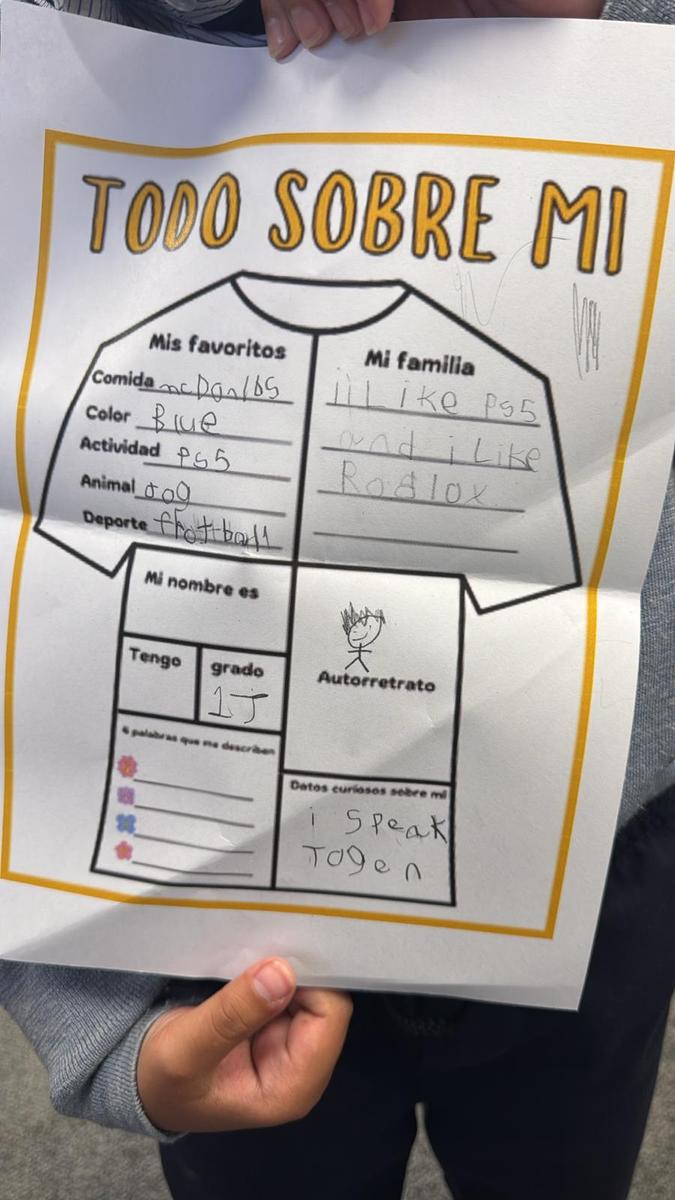 TODO SOBRE MI
Mis favoritos
Comida mcDonlds
Color Blue
Actividad PS5
Animal dog
Deporte football
Mi familia
i Like PS5
and i Like
Roblox
Mi nombre es
Tengo
grado
1J
Autorretrato
4 palabras que me describen
Datos curiosos sobre mi
i speak
Togen